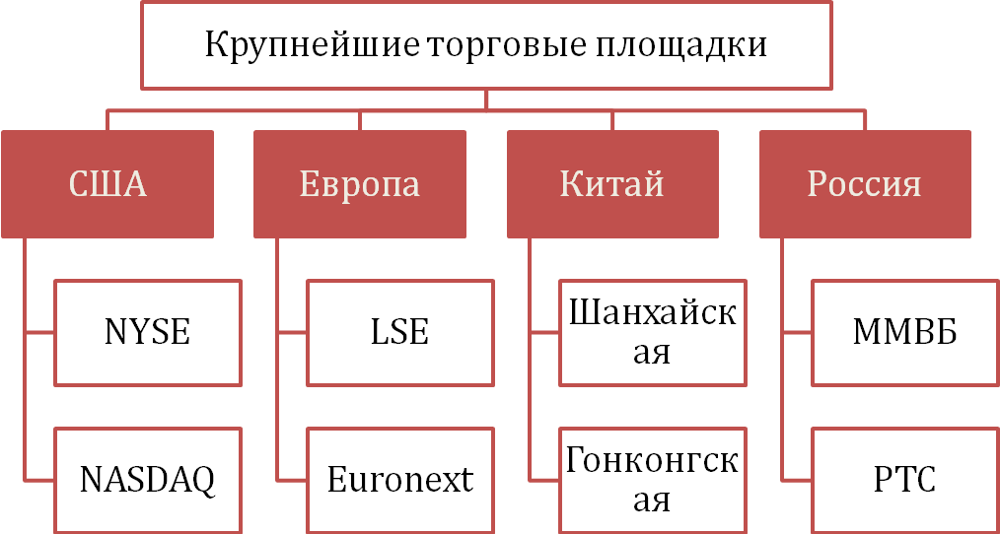 Крупнейшие торговые площадки
США
Европа
Китай
Россия
NYSE
LSE
Шанхайск
ая
ММВБ
NASDAQ
Euronext
Гонконгск
ая
РТС